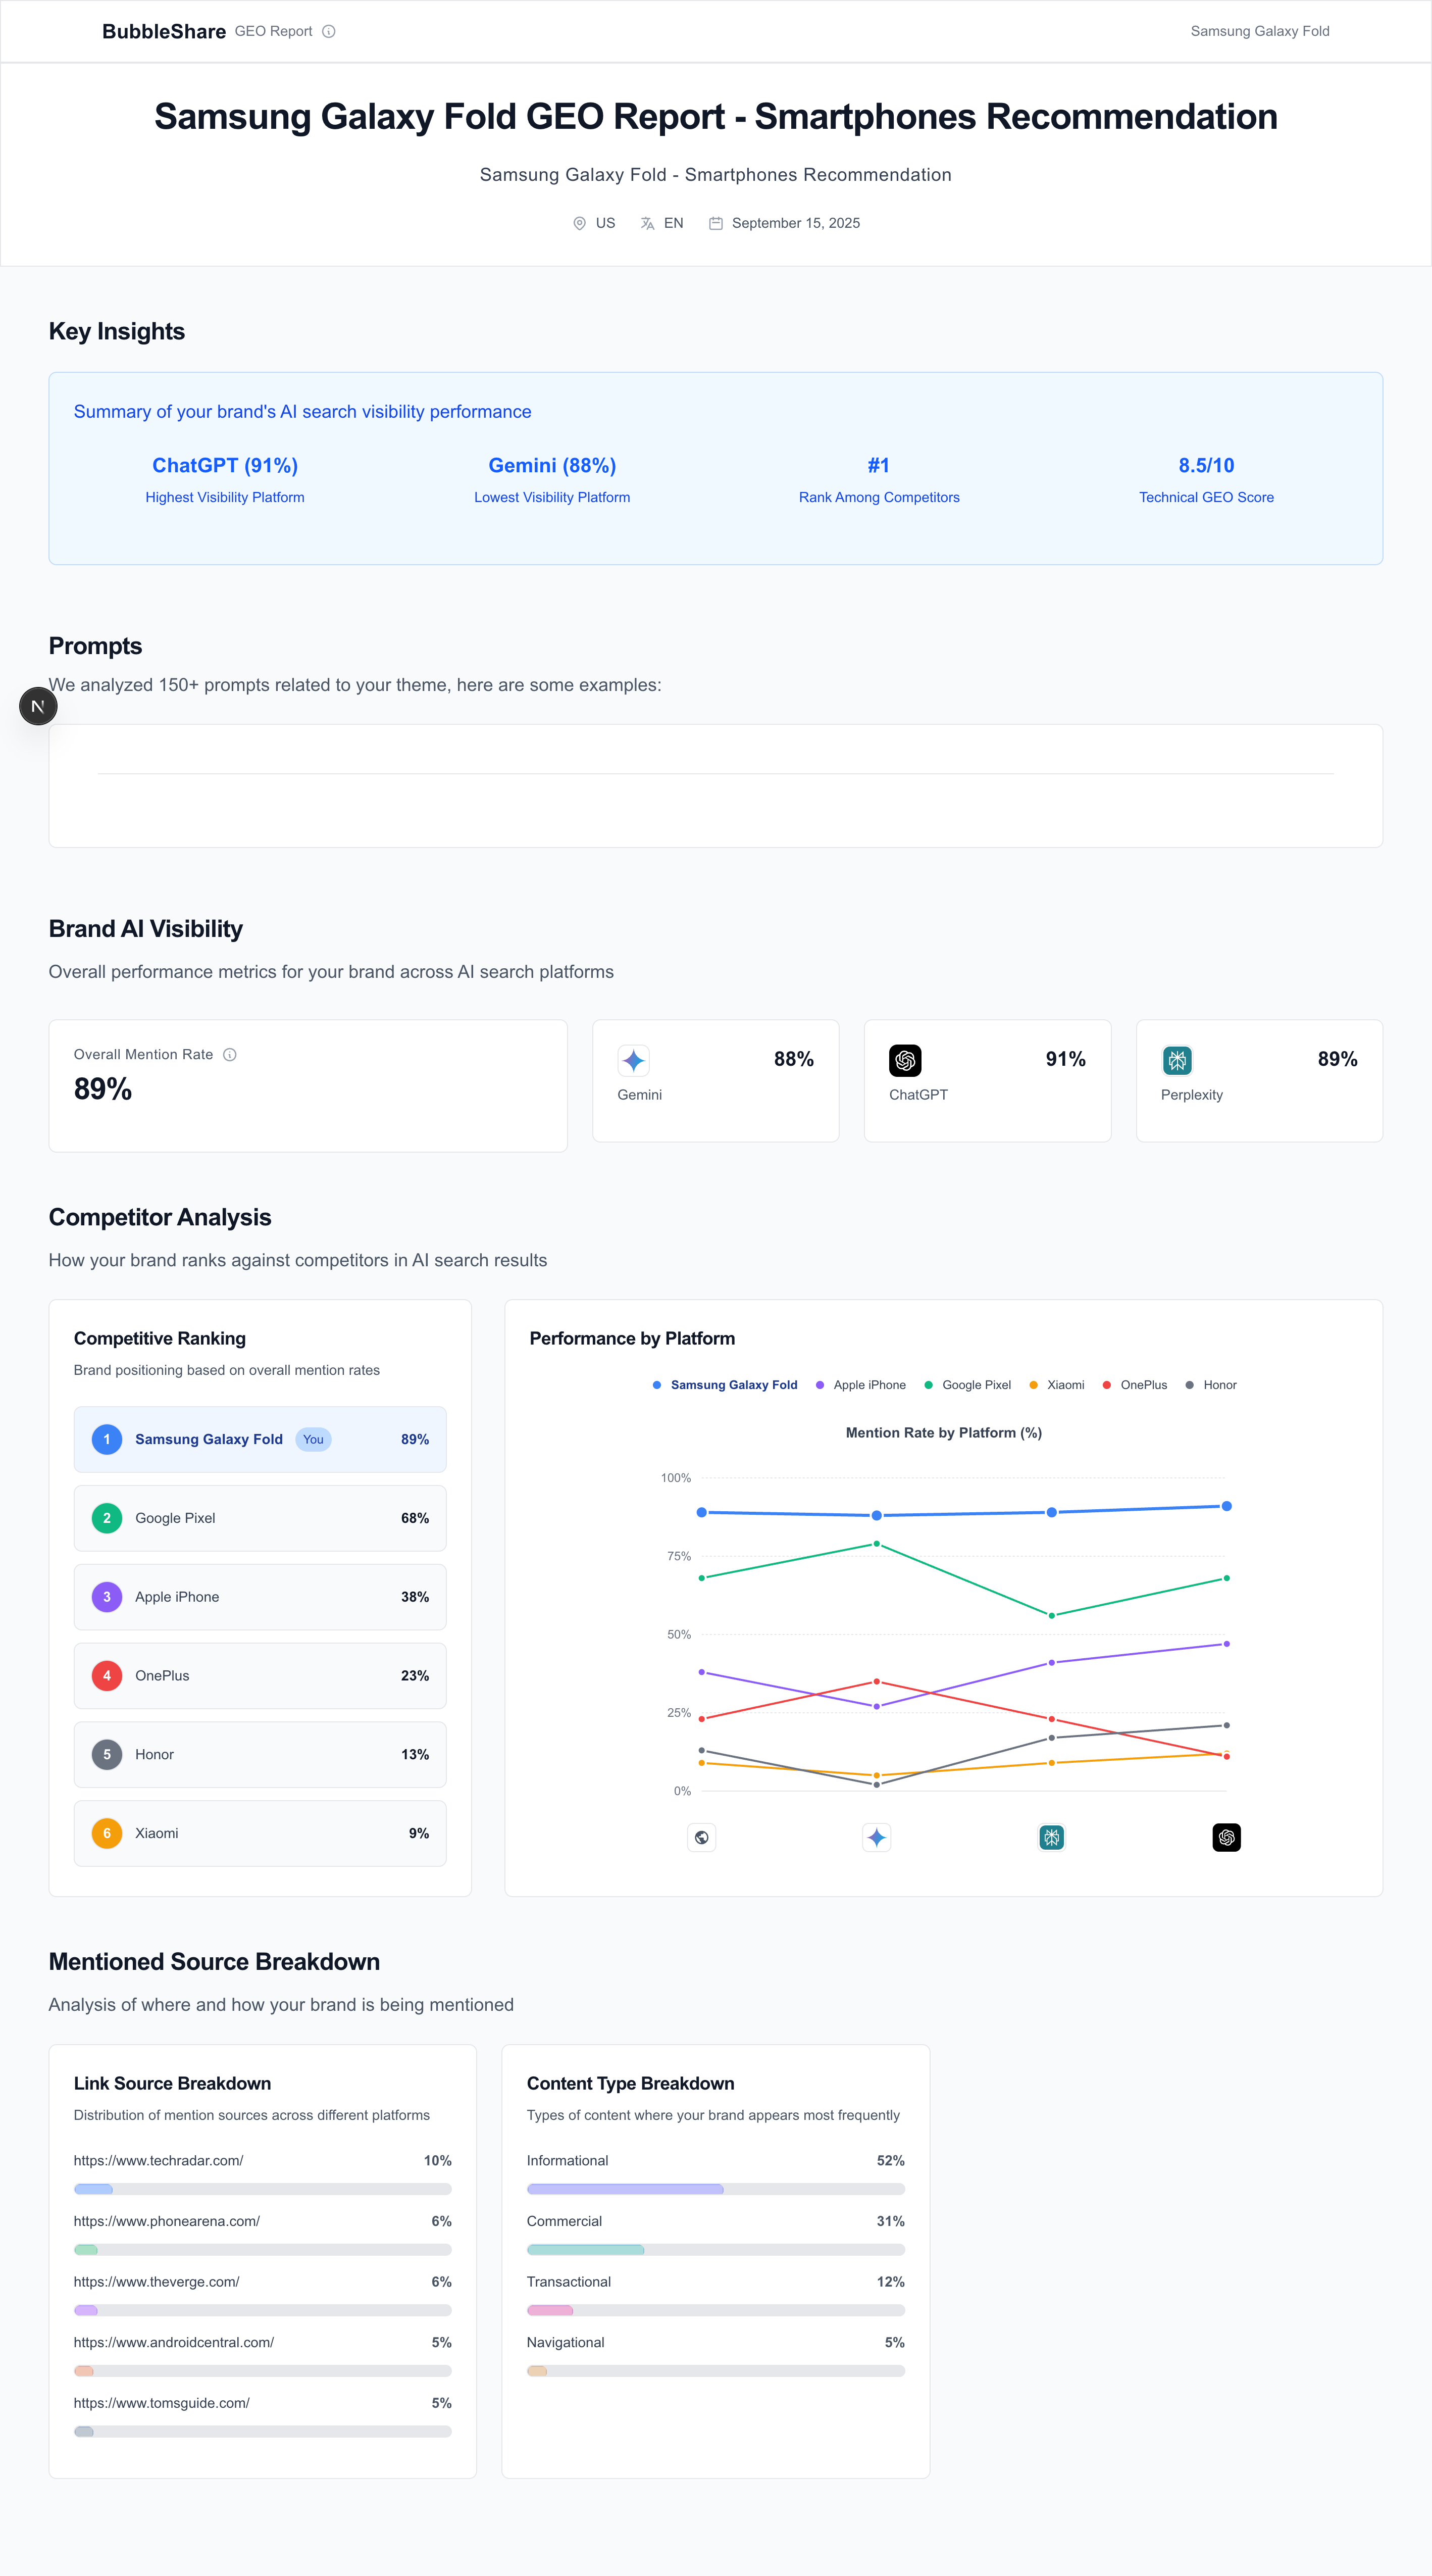 BubbleShare GEO Report
Samsung Galaxy Fold
Samsung Galaxy Fold GEO Report - Smartphones Recommendation
Samsung Galaxy Fold - Smartphones Recommendation
US EN September 15, 2025
Key Insights
Summary of your brand's AI search visibility performance
ChatGPT (91%)
Highest Visibility Platform
Gemini (88%)
Lowest Visibility Platform
#1
Rank Among Competitors
8.5/10
Technical GEO Score
Prompts
We analyzed 150+ prompts related to your theme, here are some examples:
N
Brand AI Visibility
Overall performance metrics for your brand across AI search platforms
Overall Mention Rate
89%
88%
Gemini
91%
ChatGPT
89%
Perplexity
Competitor Analysis
How your brand ranks against competitors in AI search results
Competitive Ranking
Brand positioning based on overall mention rates
1 Samsung Galaxy Fold You 89%
2 Google Pixel 68%
3 Apple iPhone 38%
4 OnePlus 23%
5 Honor 13%
6 Xiaomi 9%
Performance by Platform
Samsung Galaxy Fold Apple iPhone Google Pixel Xiaomi OnePlus Honor
Mention Rate by Platform (%)
100%
75%
50%
25%
0%
Mentioned Source Breakdown
Analysis of where and how your brand is being mentioned
Link Source Breakdown
Distribution of mention sources across different platforms
https://www.techradar.com/ 10%
https://www.phonearena.com/ 6%
https://www.theverge.com/ 6%
https://www.androidcentral.com/ 5%
https://www.tomsguide.com/ 5%
Content Type Breakdown
Types of content where your brand appears most frequently
Informational 52%
Commercial 31%
Transactional 12%
Navigational 5%